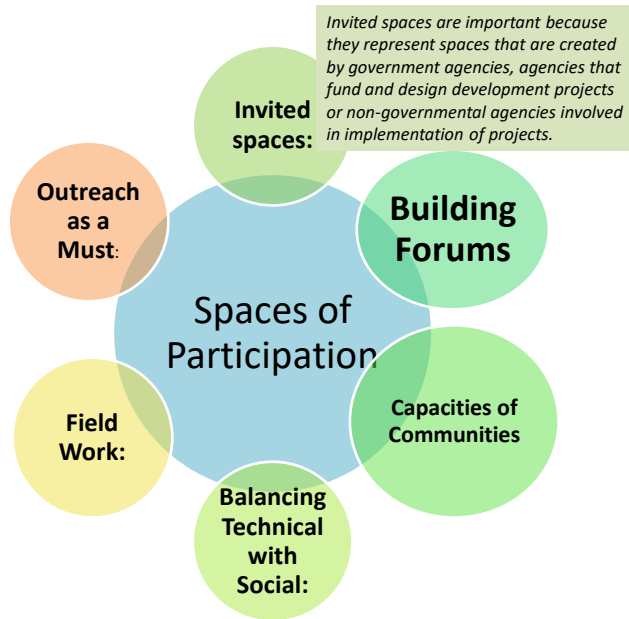 Invited spaces are important because
they represent spaces that are created
by government agencies, agencies that
fund and design development projects
or non-governmental agencies involved
in implementation of projects.
Invited
spaces:
Building
Forums
Capacities of
Communities
Balancing
Technical
with
Social:
Field
Work:
Outreach
as a
Must:
Spaces of
Participation